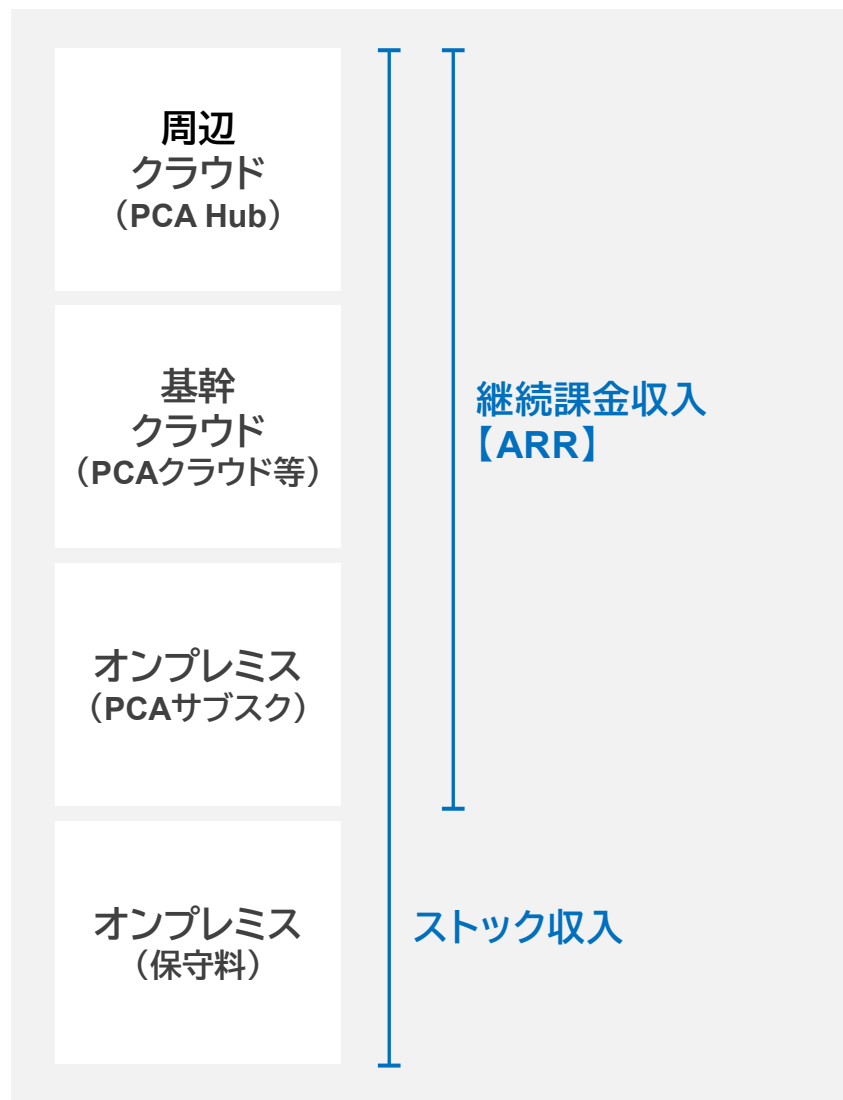 周辺
クラウド
（PCA Hub）
基幹
クラウド
（PCAクラウド等）
継続課金収入
【ARR】
オンプレミス
（PCAサブスク）
オンプレミス
（保守料）
ストック収入